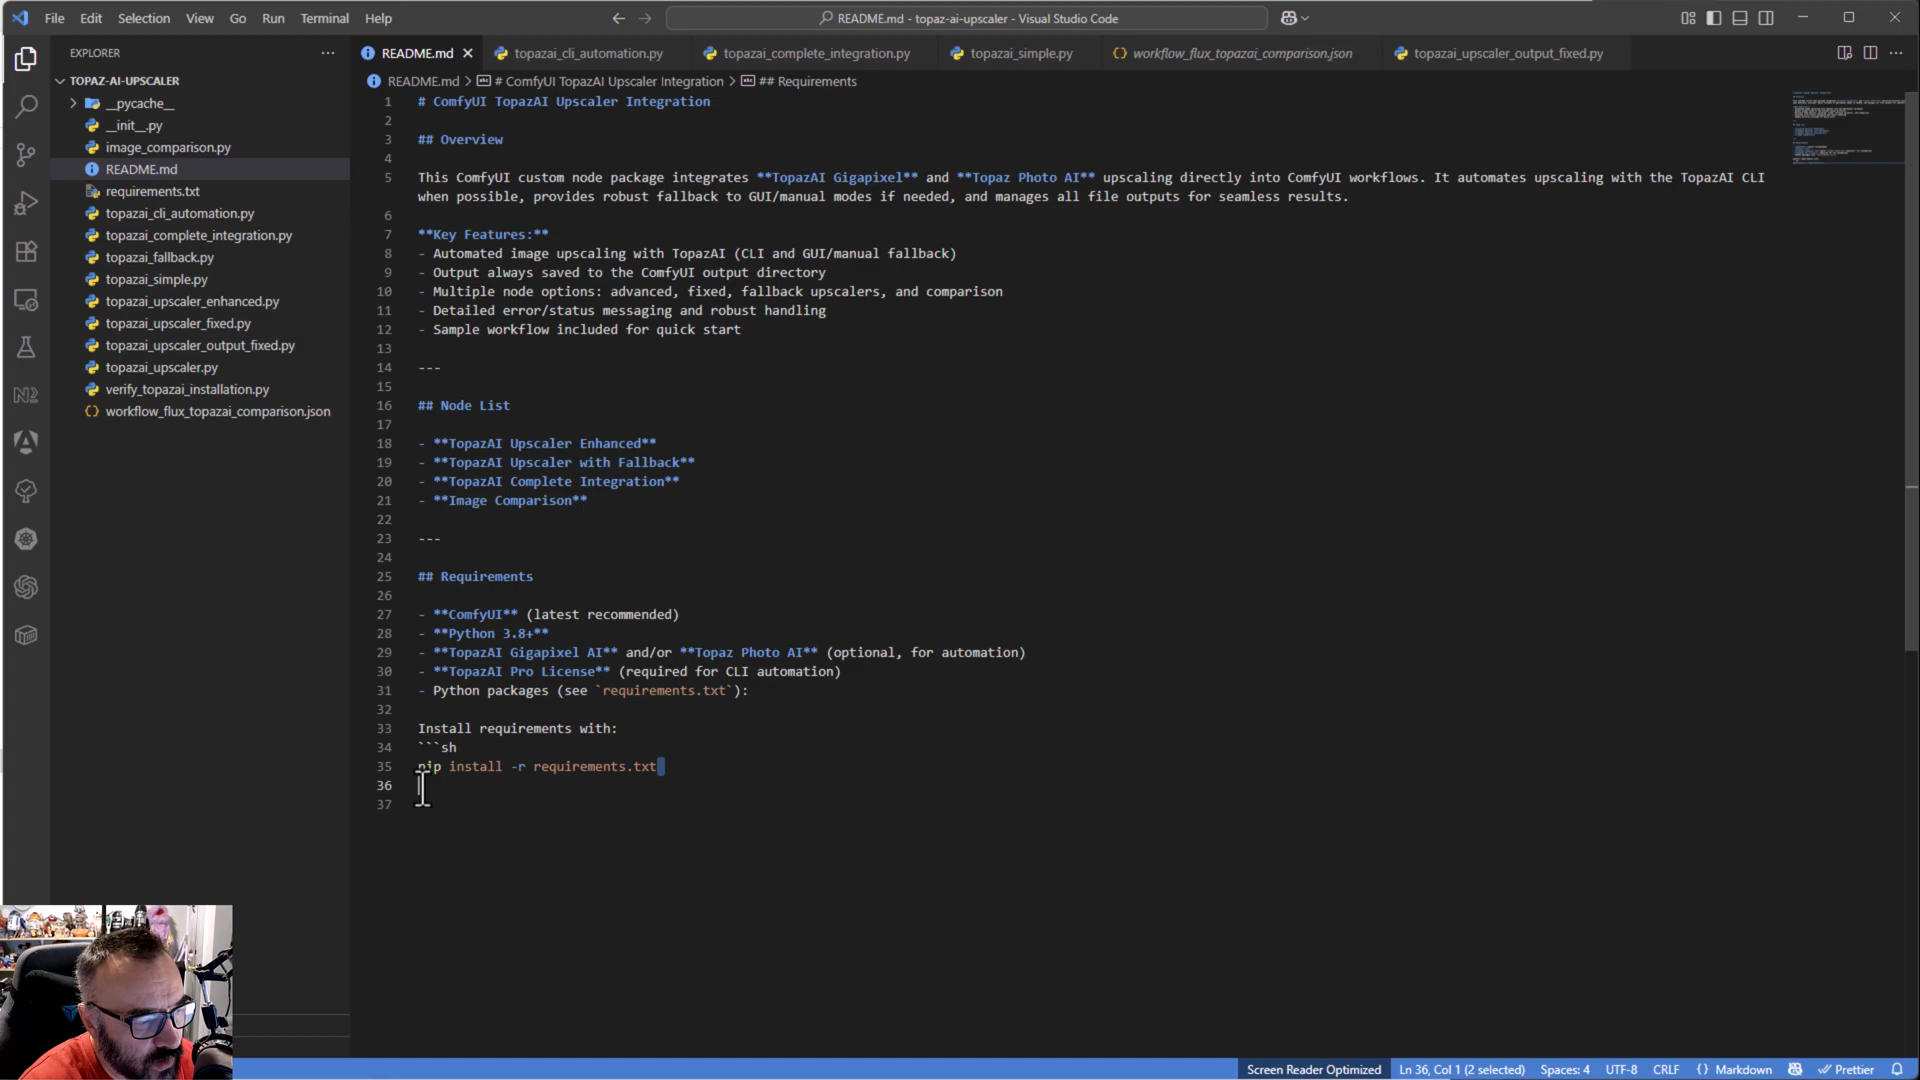 File Edit Selection View Go Run Terminal Help
README.md - topaz-ai-upscaler - Visual Studio Code
EXPLORER
README.md
topazai_cli_automation.py
topazai_complete_integration.py
topazai_simple.py
workflow_flux_topazai_comparison.json
topazai_upscaler_output_fixed.py
TOPAZ-AI-UPSCALER
__pycache__
__init__.py
image_comparison.py
README.md
requirements.txt
topazai_cli_automation.py
topazai_complete_integration.py
topazai_fallback.py
topazai_simple.py
topazai_upscaler_enhanced.py
topazai_upscaler_fixed.py
topazai_upscaler_output_fixed.py
topazai_upscaler.py
verify_topazai_installation.py
workflow_flux_topazai_comparison.json
README.md > # ComfyUI TopazAI Upscaler Integration > ## Requirements
1 # ComfyUI TopazAI Upscaler Integration
2
3 ## Overview
4
5 This ComfyUI custom node package integrates **TopazAI Gigapixel** and **Topaz Photo AI** upscaling directly into ComfyUI workflows. It automates upscaling with the TopazAI CLI
when possible, provides robust fallback to GUI/manual modes if needed, and manages all file outputs for seamless results.
6
7 **Key Features:**
8 - Automated image upscaling with TopazAI (CLI and GUI/manual fallback)
9 - Output always saved to the ComfyUI output directory
10 - Multiple node options: advanced, fixed, fallback upscalers, and comparison
11 - Detailed error/status messaging and robust handling
12 - Sample workflow included for quick start
13
14 ---
15
16 ## Node List
17
18 - **TopazAI Upscaler Enhanced**
19 - **TopazAI Upscaler with Fallback**
20 - **TopazAI Complete Integration**
21 - **Image Comparison**
22
23 ---
24
25 ## Requirements
26
27 - **ComfyUI** (latest recommended)
28 - **Python 3.8+**
29 - **TopazAI Gigapixel AI** and/or **Topaz Photo AI** (optional, for automation)
30 - **TopazAI Pro License** (required for CLI automation)
31 - Python packages (see `requirements.txt`):
32
33 Install requirements with:
34 ```sh
35 pip install -r requirements.txt
36
37
Screen Reader Optimized Ln 36, Col 1 (2 selected) Spaces: 4 UTF-8 CRLF {} Markdown Prettier